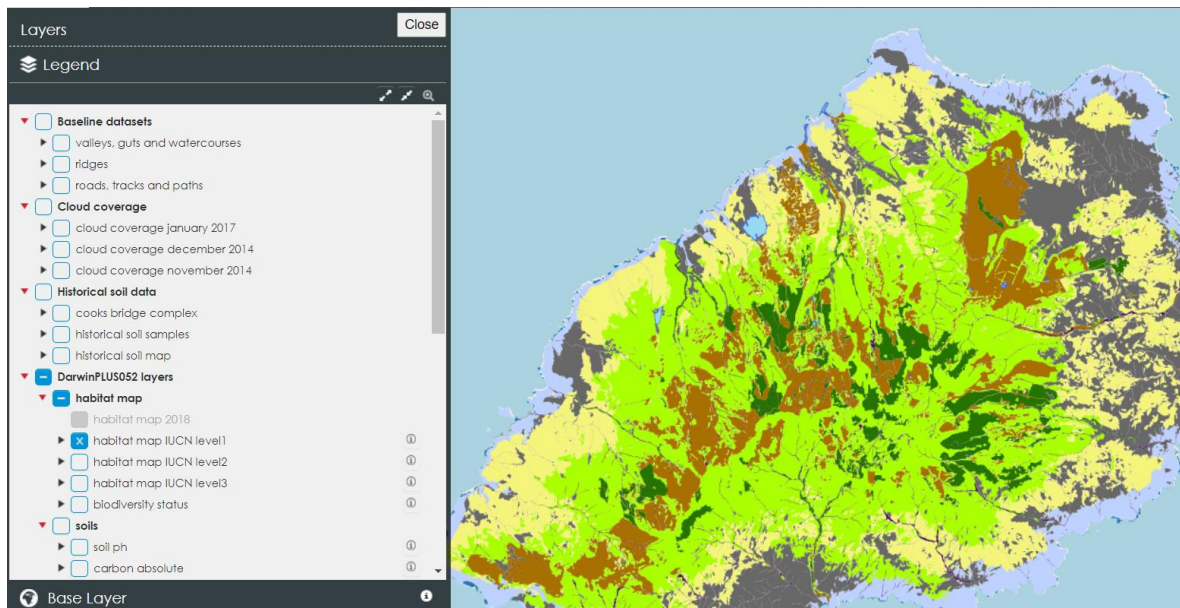 Layers
Close
Legend
Baseline datasets
valleys, guts and watercourses
ridges
roads, tracks and paths
Cloud coverage
cloud coverage january 2017
cloud coverage december 2014
cloud coverage november 2014
Historical soil data
cooks bridge complex
historical soil samples
historical soil map
DarwinPLUS052 layers
habitat map
habitat map 2018
habitat map IUCN level1
habitat map IUCN level2
habitat map IUCN level3
biodiversity status
soils
soil ph
carbon absolute
Base Layer